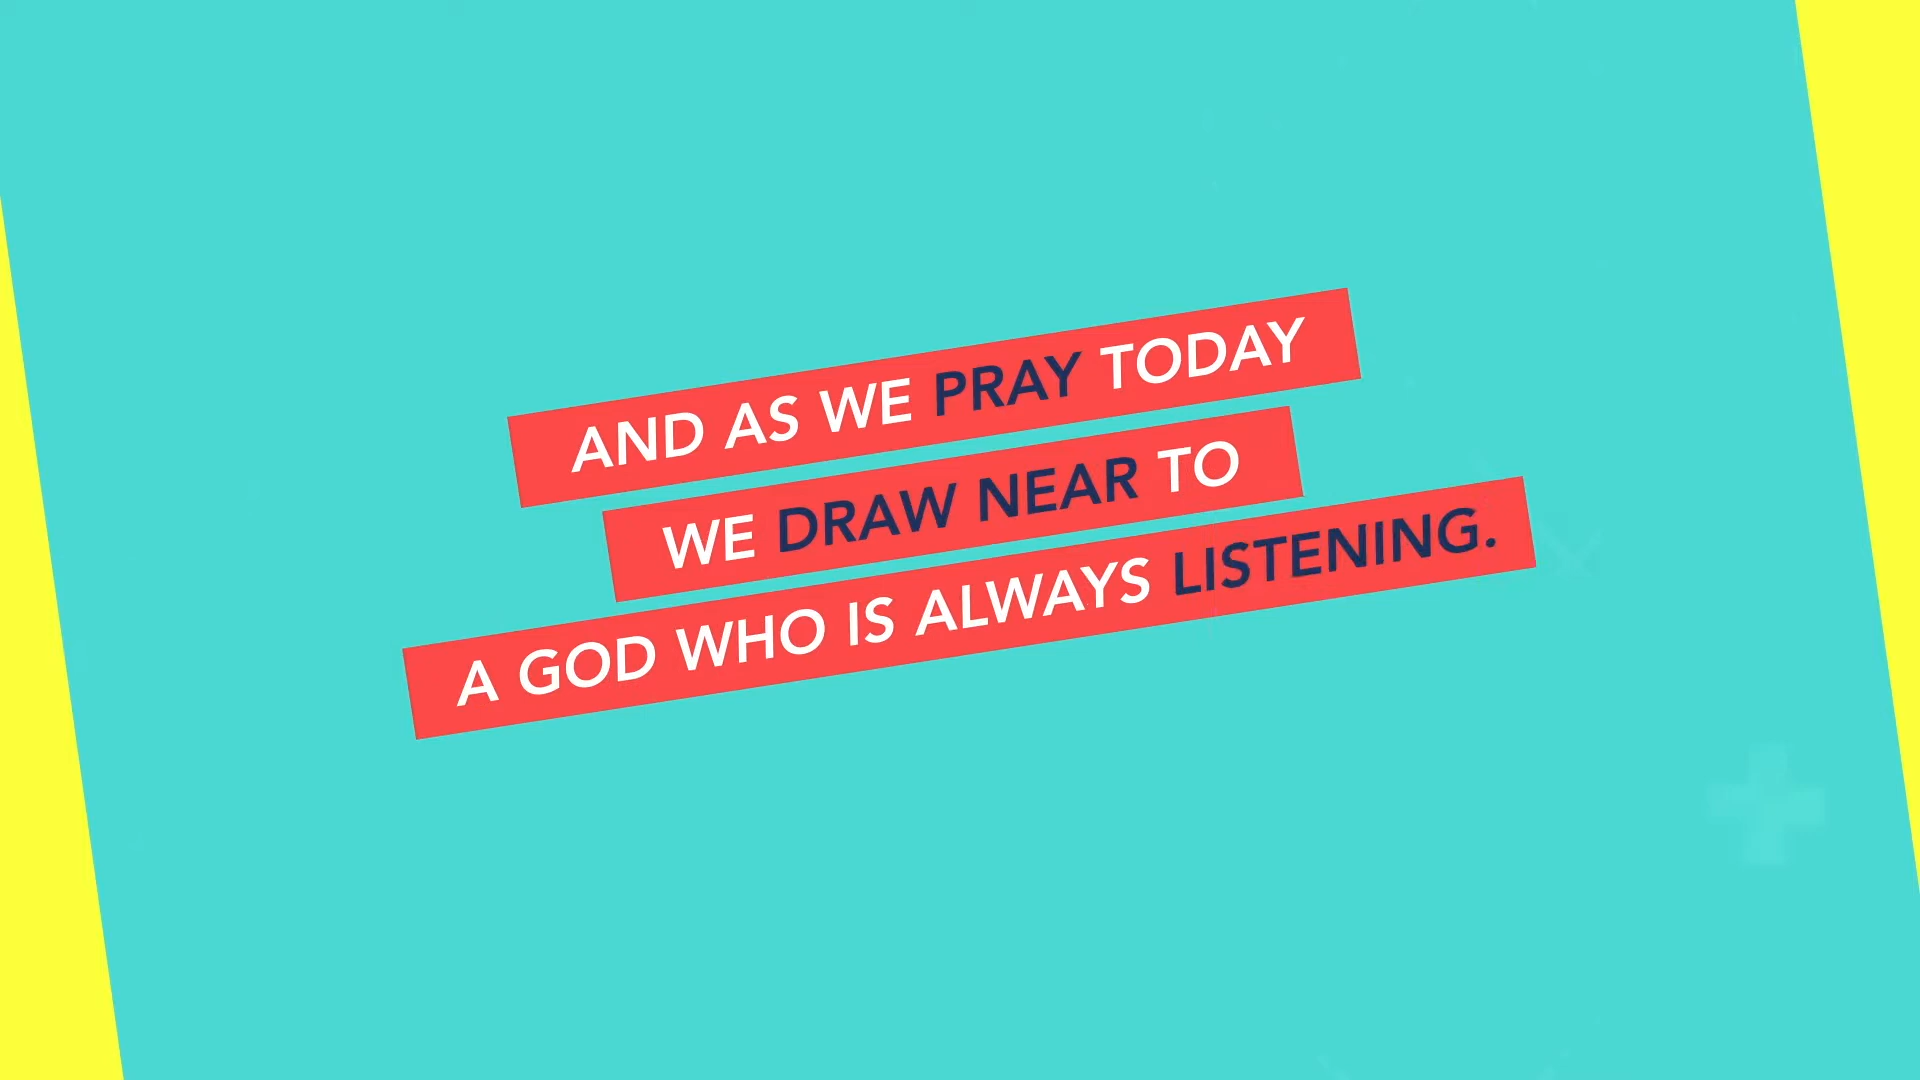 AND AS WE PRAY TODAY
WE DRAW NEAR TO
A GOD WHO IS ALWAYS LISTENING.